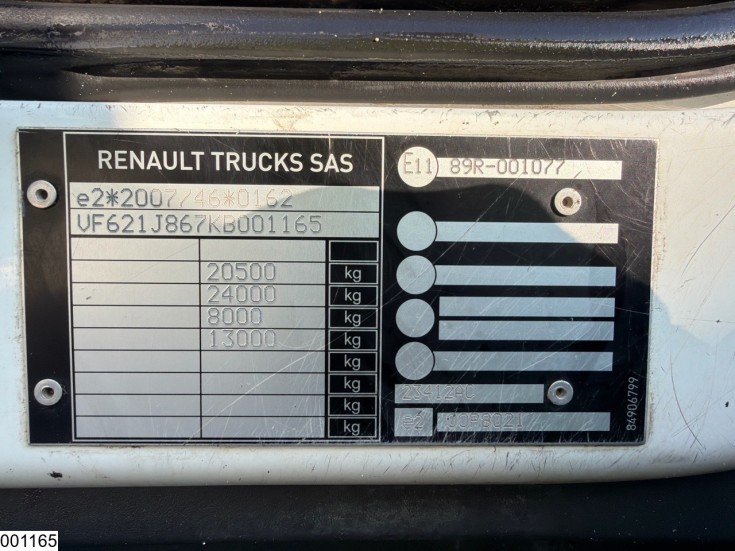 RENAULT TRUCKS SAS
e2*2007/46*0162
VF621J867KB001165
20500 kg
24000 kg
8000 kg
13000 kg
kg
kg
kg
kg
E11 89R-001077
e2
84906799
001165